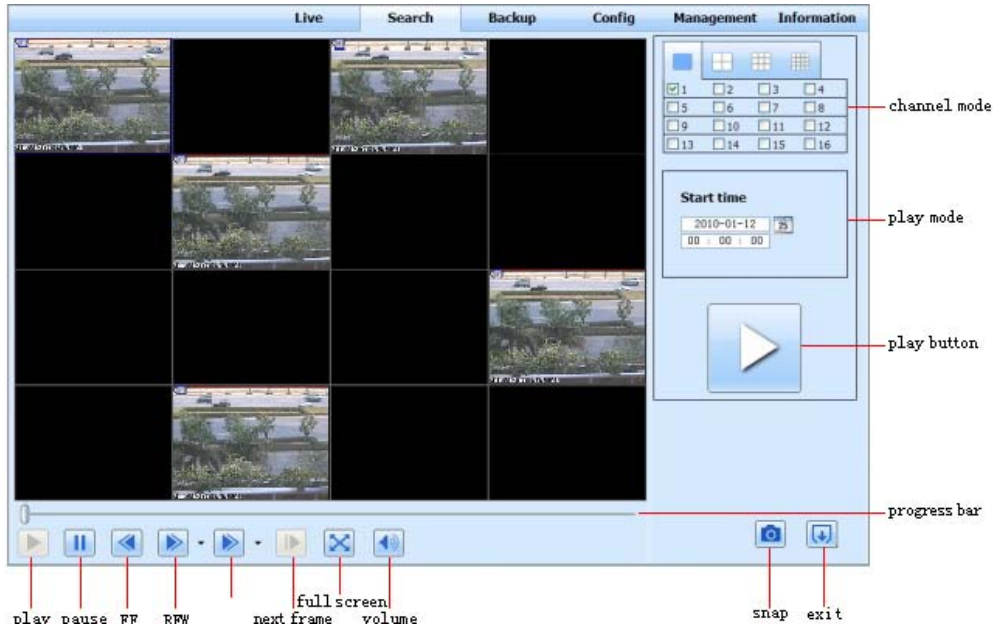 Live Search Backup Config Management Information
1 2 3 4
5 6 7 8
9 10 11 12
13 14 15 16
channel mode
Start time
2010-01-12 25
00 : 00 : 00
play mode
play button
progress bar
full screen
play pause FF RFW next frame volume
snap exit